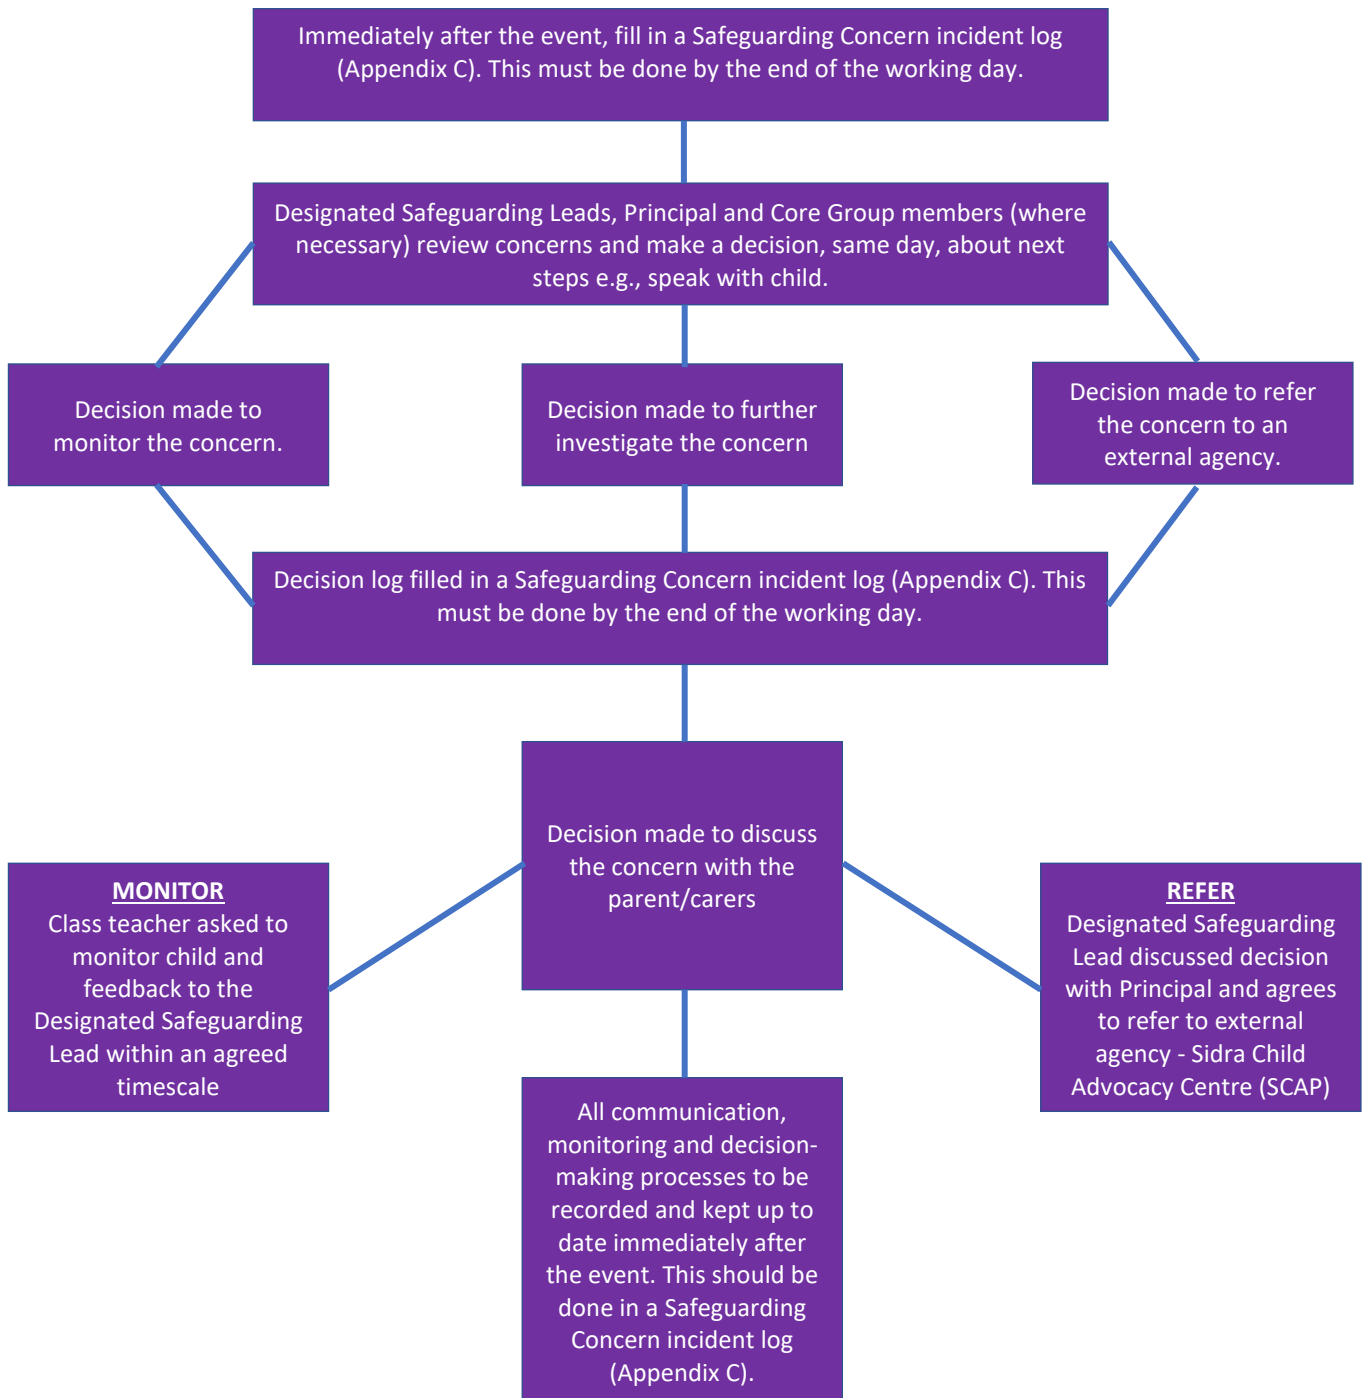 Immediately after the event, fill in a Safeguarding Concern incident log
(Appendix C). This must be done by the end of the working day.
Designated Safeguarding Leads, Principal and Core Group members (where
necessary) review concerns and make a decision, same day, about next
steps e.g., speak with child.
Decision made to
monitor the concern.
Decision made to further
investigate the concern
Decision made to refer
the concern to an
external agency.
Decision log filled in a Safeguarding Concern incident log (Appendix C). This
must be done by the end of the working day.
Decision made to discuss
the concern with the
parent/carers
MONITOR
Class teacher asked to
monitor child and
feedback to the
Designated Safeguarding
Lead within an agreed
timescale
REFER
Designated Safeguarding
Lead discussed decision
with Principal and agrees
to refer to external
agency - Sidra Child
Advocacy Centre (SCAP)
All communication,
monitoring and decision-
making processes to be
recorded and kept up to
date immediately after
the event. This should be
done in a Safeguarding
Concern incident log
(Appendix C).